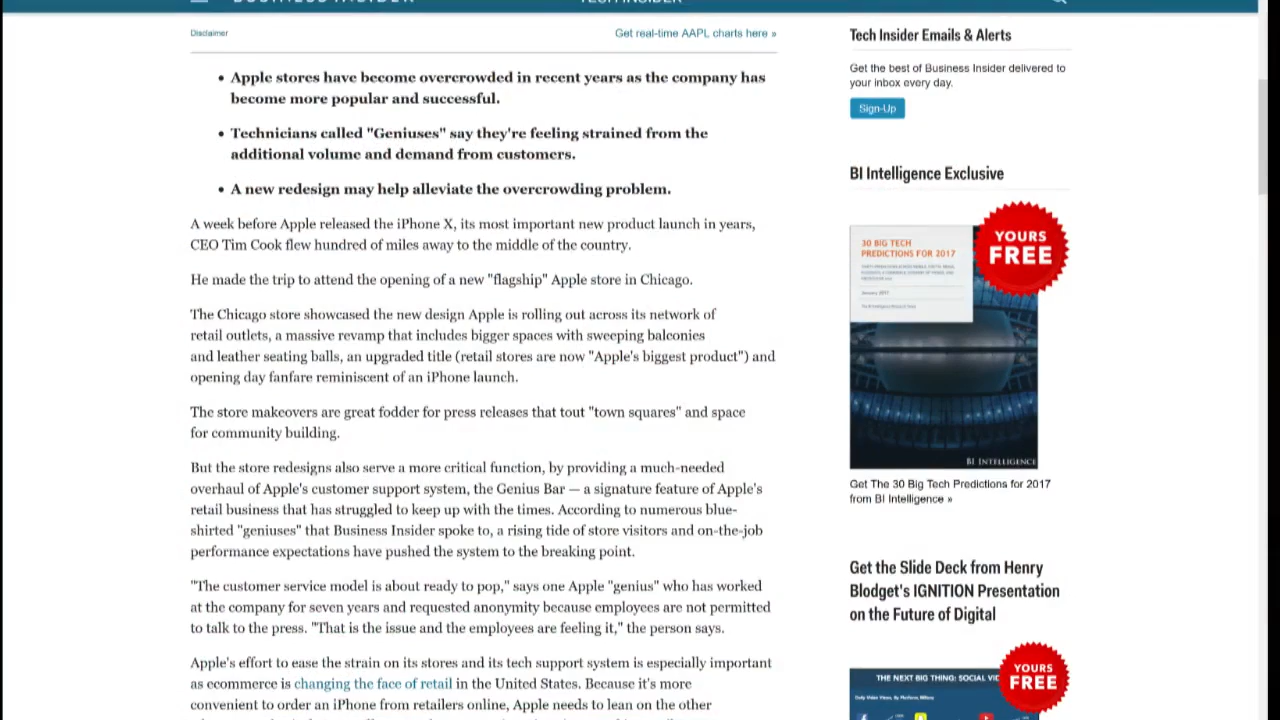 Disclaimer
Get real-time AAPL charts here »
Apple stores have become overcrowded in recent years as the company has
become more popular and successful.
Technicians called "Geniuses" say they're feeling strained from the
additional volume and demand from customers.
A new redesign may help alleviate the overcrowding problem.
A week before Apple released the iPhone X, its most important new product launch in years,
CEO Tim Cook flew hundred of miles away to the middle of the country.
He made the trip to attend the opening of a new "flagship" Apple store in Chicago.
The Chicago store showcased the new design Apple is rolling out across its network of
retail outlets, a massive revamp that includes bigger spaces with sweeping balconies
and leather seating balls, an upgraded title (retail stores are now "Apple's biggest product") and
opening day fanfare reminiscent of an iPhone launch.
The store makeovers are great fodder for press releases that tout "town squares" and space
for community building.
But the store redesigns also serve a more critical function, by providing a much-needed
overhaul of Apple's customer support system, the Genius Bar — a signature feature of Apple's
retail business that has struggled to keep up with the times. According to numerous blue-
shirted "geniuses" that Business Insider spoke to, a rising tide of store visitors and on-the-job
performance expectations have pushed the system to the breaking point.
"The customer service model is about ready to pop," says one Apple "genius" who has worked
at the company for seven years and requested anonymity because employees are not permitted
to talk to the press. "That is the issue and the employees are feeling it," the person says.
Apple's effort to ease the strain on its stores and its tech support system is especially important
as ecommerce changing the face of retail in the United States. Because it's more
convenient to order an iPhone from retailers online, Apple needs to lean on the other
Tech Insider Emails & Alerts
Get the best of Business Insider delivered to
your inbox every day.
Sign-Up
BI Intelligence Exclusive
30 BIG TECH
PREDICTIONS FOR 2017
YOURS
FREE
BI INTELLIGENCE
Get The 30 Big Tech Predictions for 2017
from BI Intelligence »
Get the Slide Deck from Henry
Blodget's IGNITION Presentation
on the Future of Digital
THE NEXT BIG THING: SOCIAL VI
YOURS
FREE